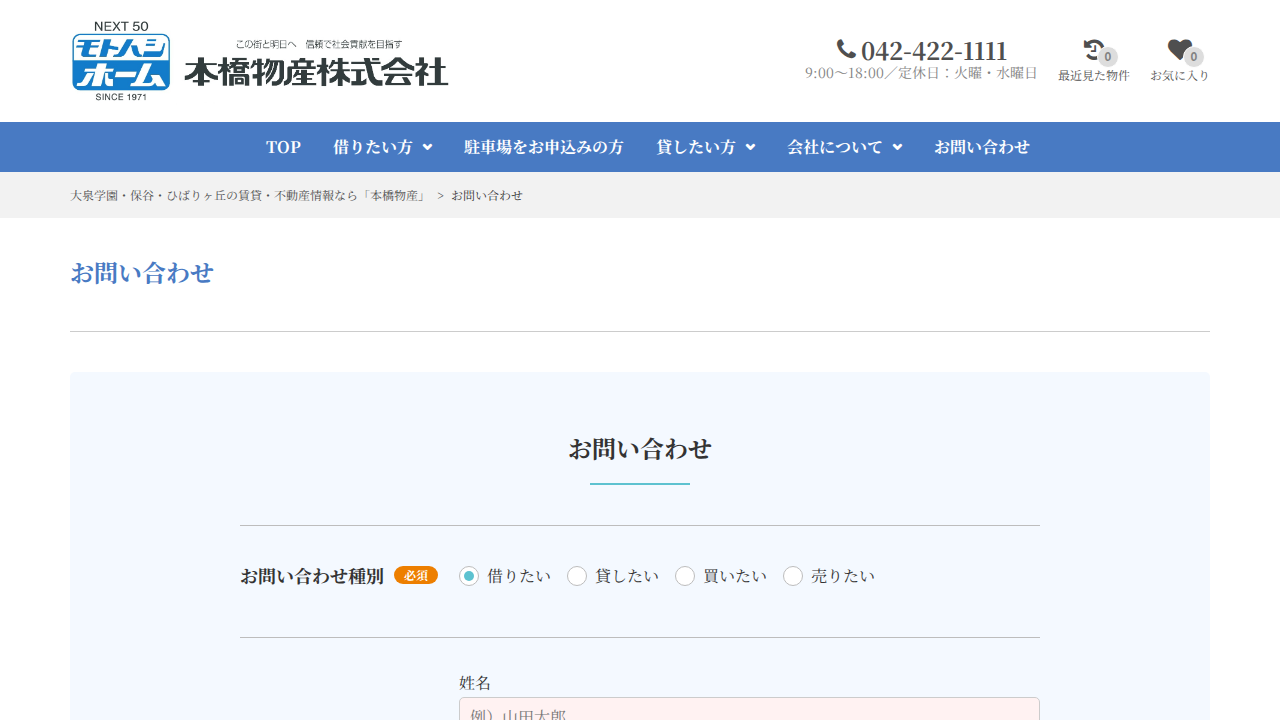 NEXT 50
モトハシ
ホーム
SINCE 1971
この街と明日へ 信頼で社会貢献を目指す
本橋物産株式会社
042-422-1111
9:00～18:00／定休日：火曜・水曜日
0
最近見た物件
0
お気に入り
TOP 借りたい方 駐車場をお申込みの方 貸したい方 会社について お問い合わせ
大泉学園・保谷・ひばりヶ丘の賃貸・不動産情報なら「本橋物産」 > お問い合わせ
お問い合わせ
お問い合わせ
お問い合わせ種別 必須 借りたい 貸したい 買いたい 売りたい
姓名
例）山田太郎